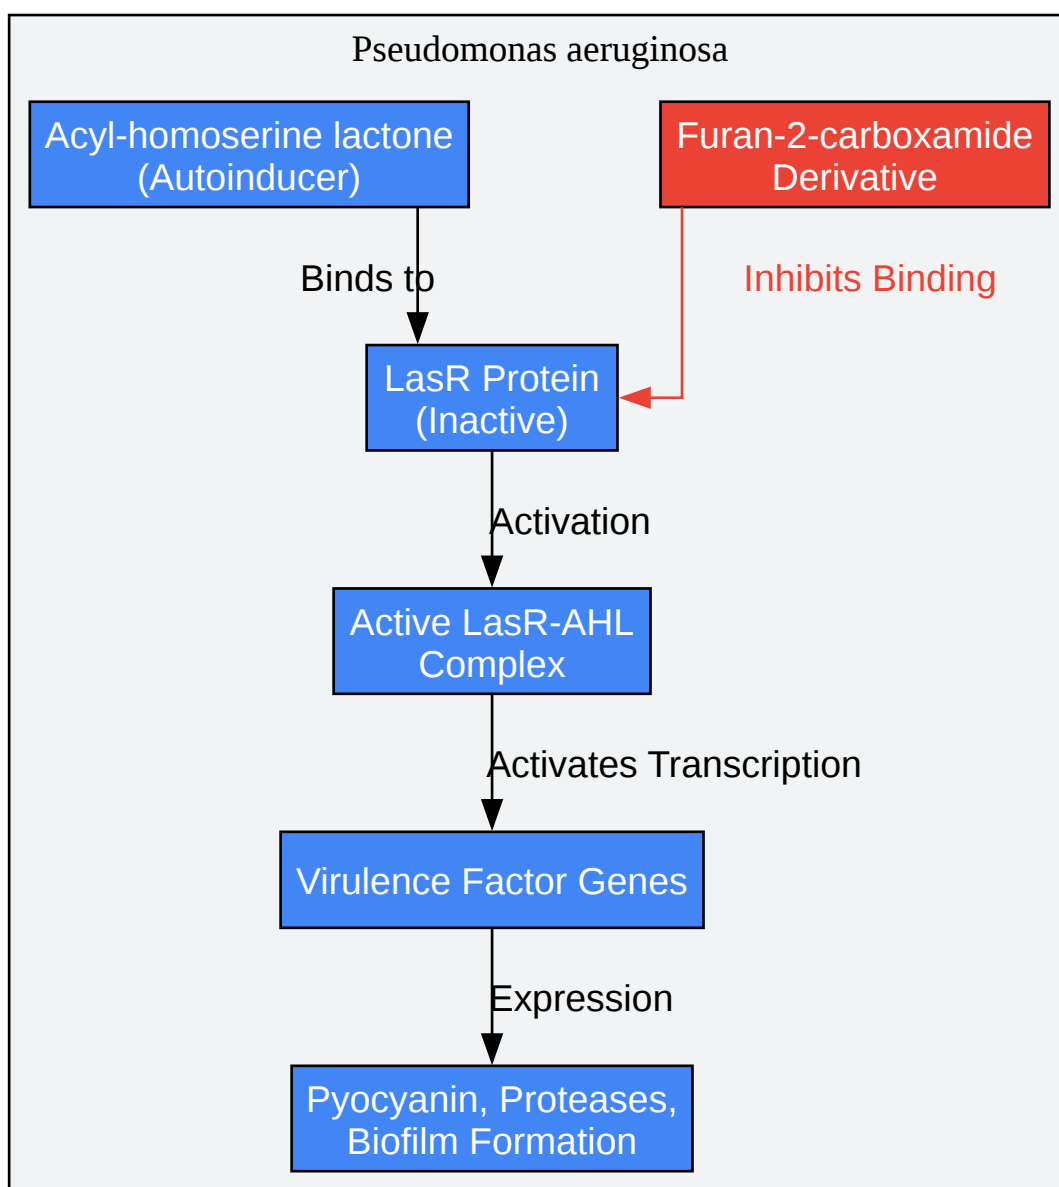 Pseudomonas aeruginosa
Acyl-homoserine lactone
(Autoinducer)
Furan-2-carboxamide
Derivative
Binds to
Inhibits Binding
LasR Protein
(Inactive)
Activation
Active LasR-AHL
Complex
Activates Transcription
Virulence Factor Genes
Expression
Pyocyanin, Proteases,
Biofilm Formation